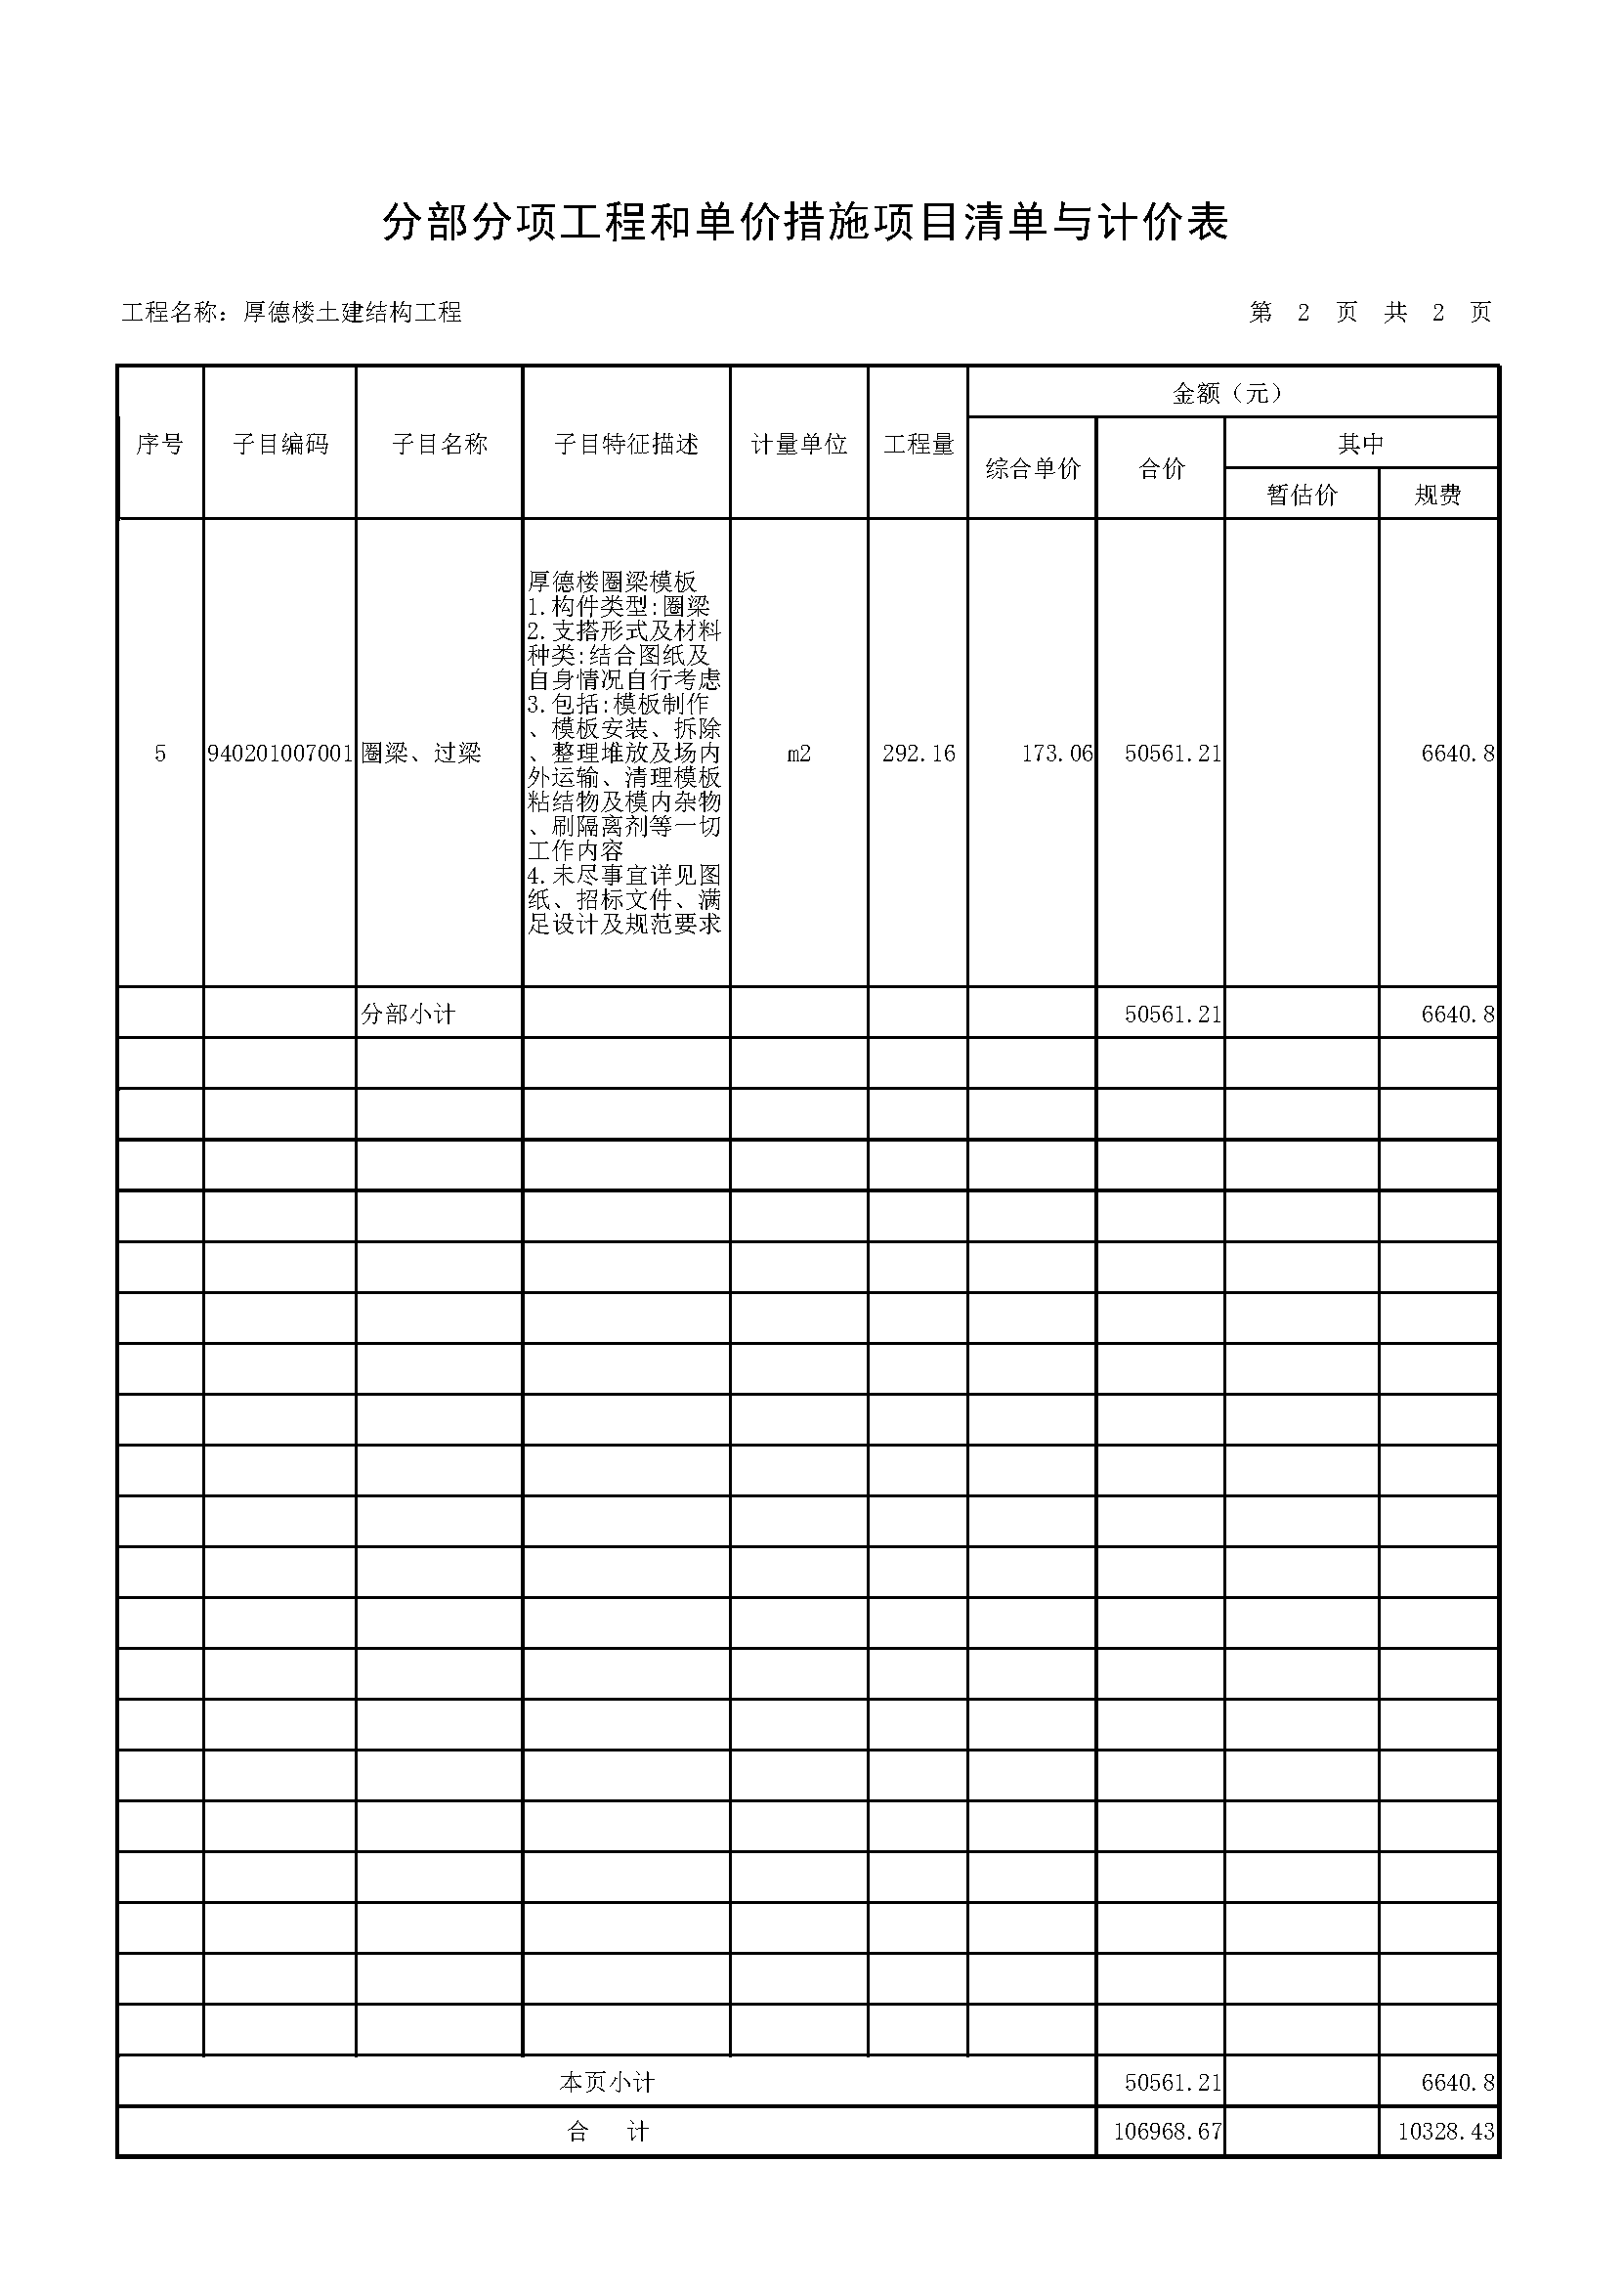 分部分项工程和单价措施项目清单与计价表
工程名称：厚德楼土建结构工程
第 2 页 共 2 页
序号
子目编码
子目名称
子目特征描述
计量单位
工程量
金额（元）
综合单价
合价
其中
暂估价
规费
5
940201007001
圈梁、过梁
厚德楼圈梁模板
1.构件类型:圈梁
2.支搭形式及材料
种类:结合图纸及
自身情况自行考虑
3.包括:模板制作
、模板安装、拆除
、整理堆放及场内
外运输、清理模板
粘结物及模内杂物
、刷隔离剂等一切
工作内容
4.未尽事宜详见图
纸、招标文件、满
足设计及规范要求
m2
292.16
173.06
50561.21
6640.8
分部小计
50561.21
6640.8
本页小计
50561.21
6640.8
合 计
106968.67
10328.43